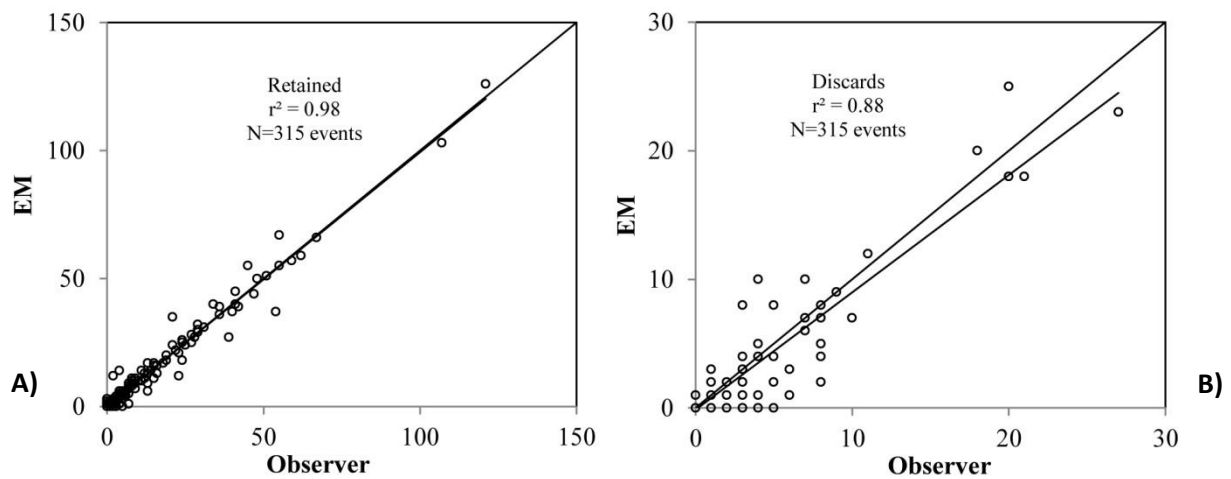 A)
EM
150
100
50
0
Retained
r² = 0.98
N=315 events
0 50 100 150
Observer
EM
30
20
10
0
Discards
r² = 0.88
N=315 events
0 10 20 30
Observer
B)